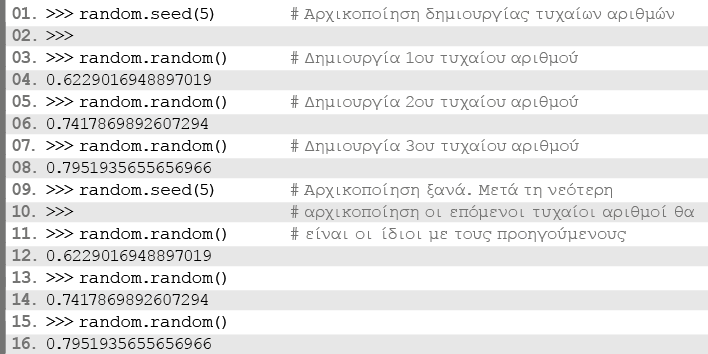 01. >>> random.seed(5) # Αρχικοποίηση δημιουργίας τυχαίων αριθμών
02. >>>
03. >>> random.random() # Δημιουργία 1ου τυχαίου αριθμού
04. 0.6229016948897019
05. >>> random.random() # Δημιουργία 2ου τυχαίου αριθμού
06. 0.7417869892607294
07. >>> random.random() # Δημιουργία 3ου τυχαίου αριθμού
08. 0.7951935655656966
09. >>> random.seed(5) # Αρχικοποίηση ξανά. Μετά τη νεότερη
10. >>> # αρχικοποίηση οι επόμενοι τυχαίοι αριθμοί θα
11. >>> random.random() # είναι οι ίδιοι με τους προηγούμενους
12. 0.6229016948897019
13. >>> random.random()
14. 0.7417869892607294
15. >>> random.random()
16. 0.7951935655656966